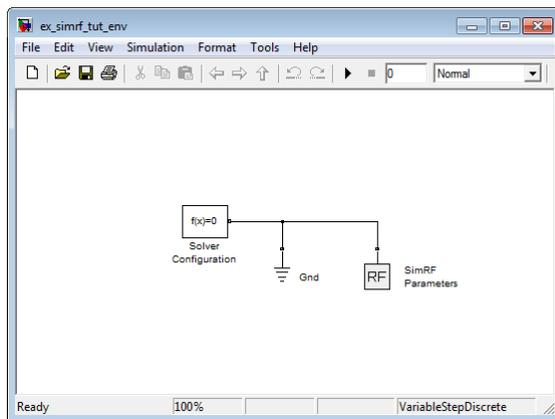 ex_simrf_tut_env
File Edit View Simulation Format Tools Help
0 Normal
f(x)=0
Solver
Configuration
Gnd
RF
SimRF
Parameters
Ready 100% VariableStepDiscrete